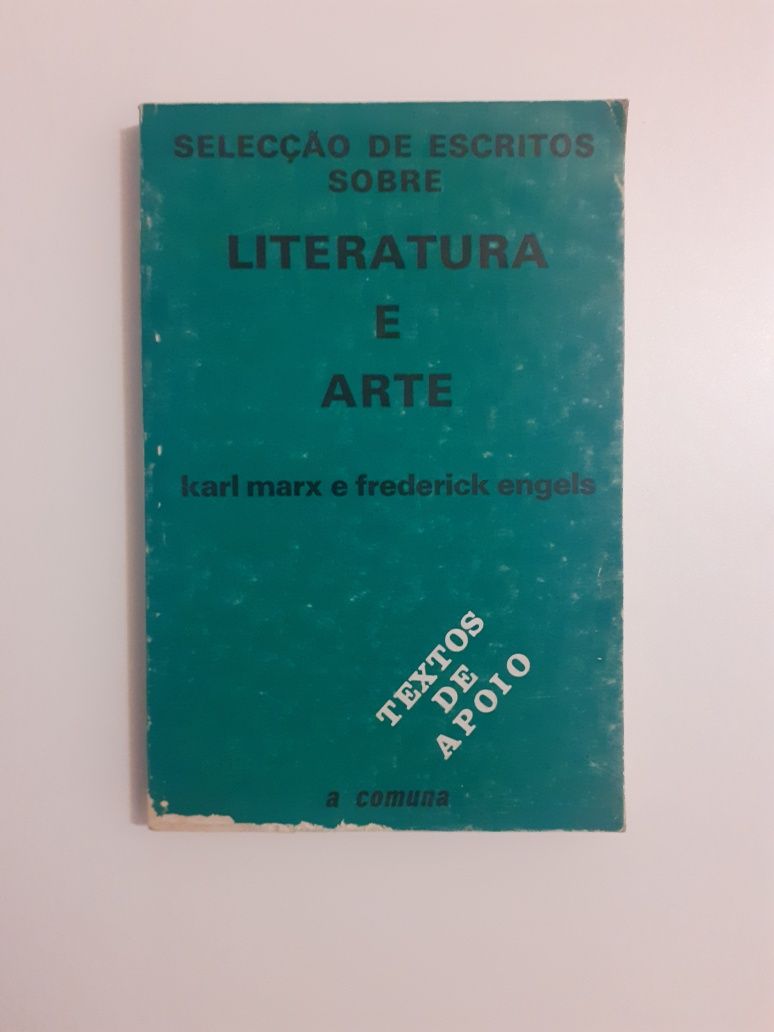 SELECÇÃO DE ESCRITOS
SOBRE
LITERATURA
E
ARTE
karl marx e frederick engels
TEXTOS
DE
APOIO
a comuna